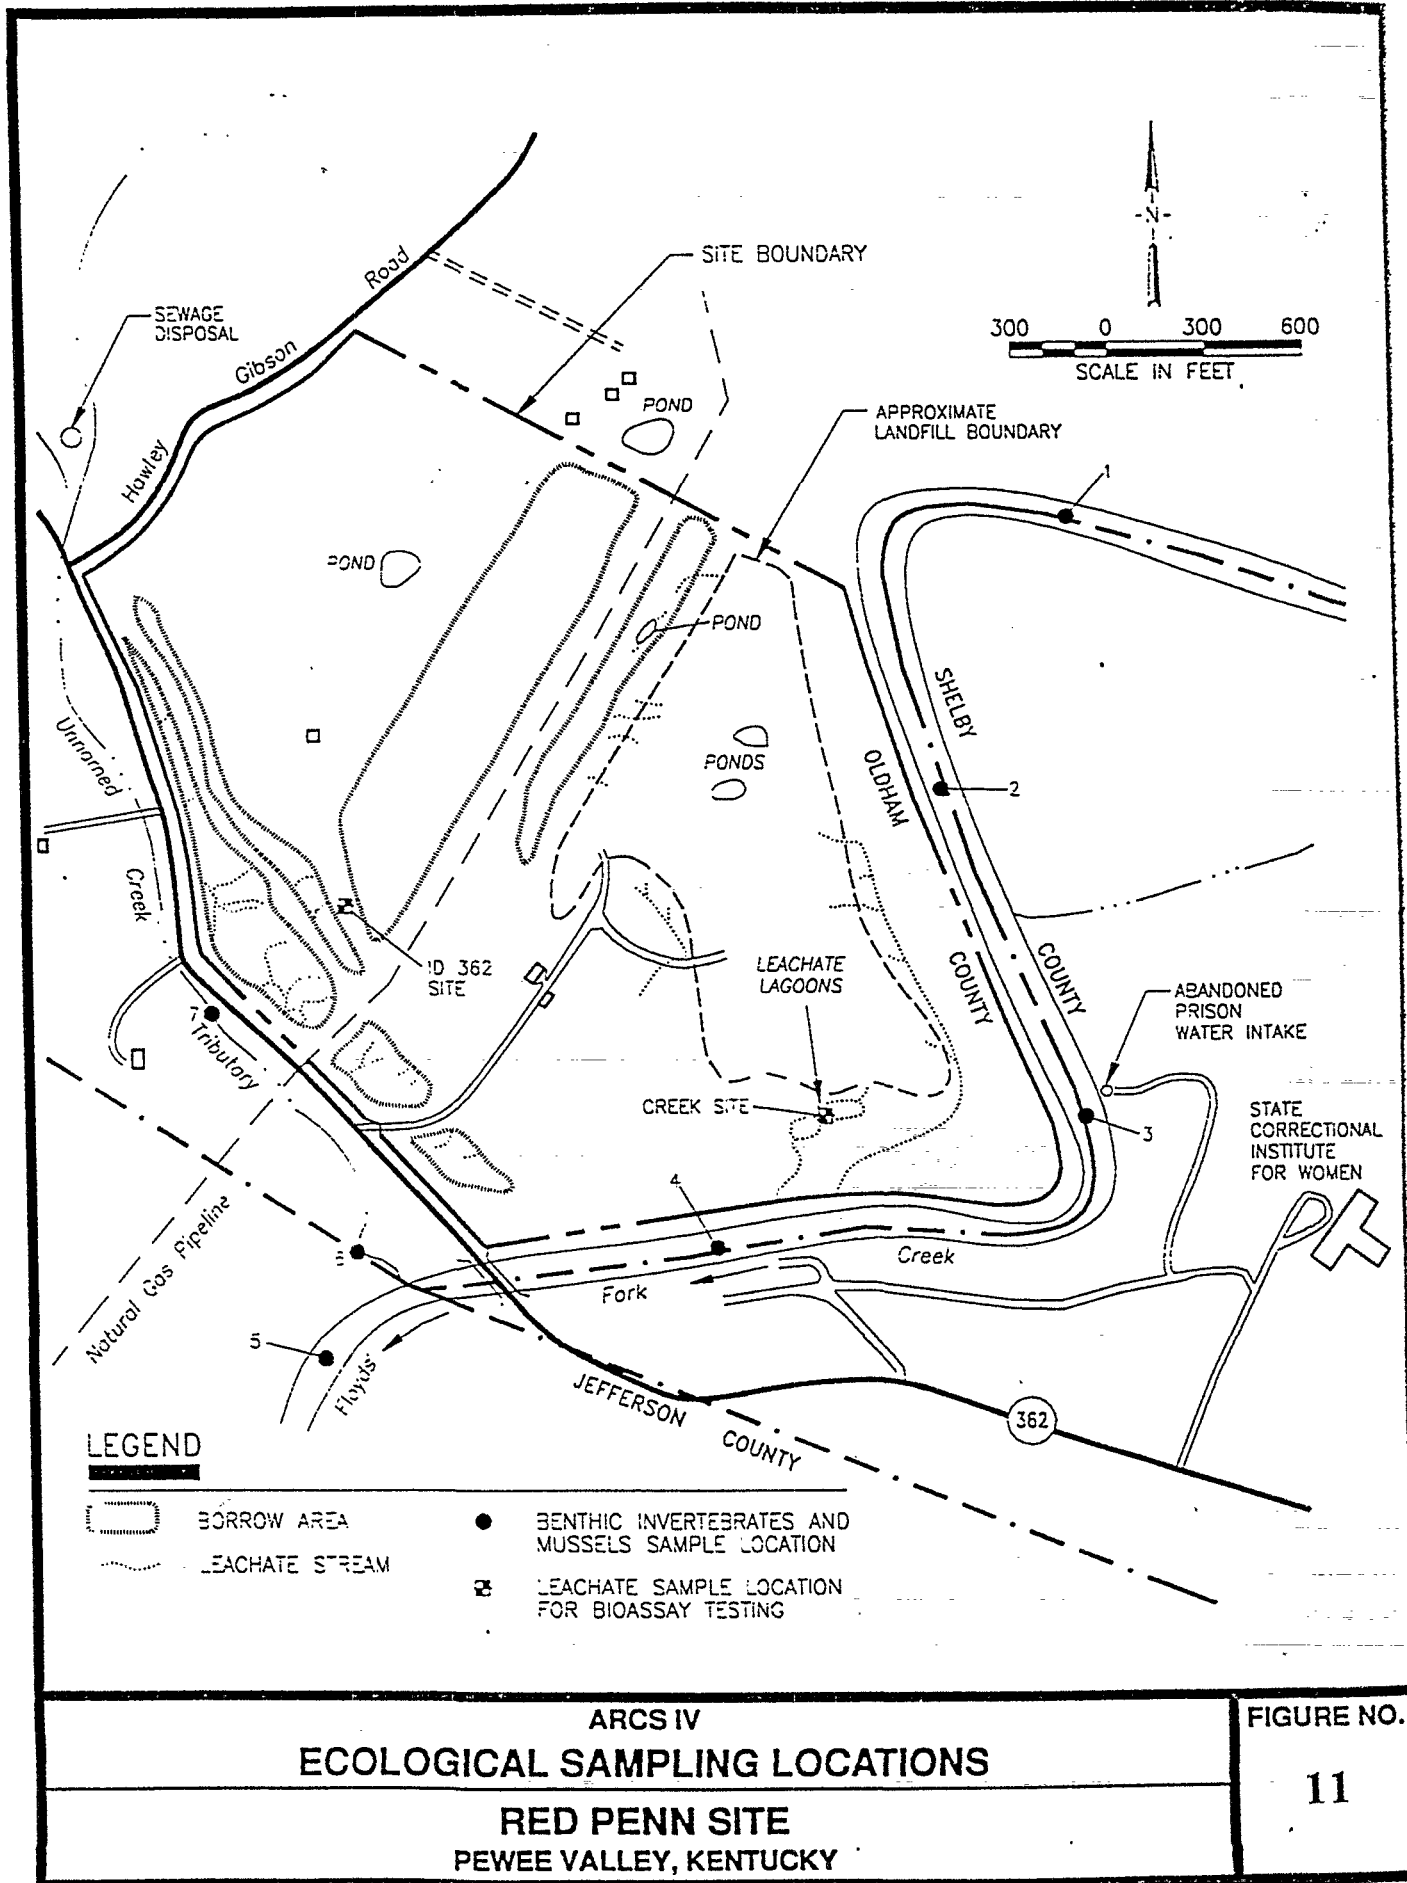 SITE BOUNDARY
SEWAGE
DISPOSAL
Hawley
Gibson
Road
-N-
300 0 300 600
SCALE IN FEET
POND
APPROXIMATE
LANDFILL BOUNDARY
1
POND
POND
SHELBY
OLDHAM
PONDS
2
Unnamed
Creek
Tributary
ID 362
SITE
LEACHATE
LAGOONS
COUNTY
COUNTY
ABANDONED
PRISON
WATER INTAKE
7
CREEK SITE
3
STATE
CORRECTIONAL
INSTITUTE
FOR WOMEN
4
Natural Gas Pipeline
6
Creek
Fork
5
Floyds
JEFFERSON
COUNTY
362
LEGEND
BORROW AREA
LEACHATE STREAM
BENTHIC INVERTEBRATES AND
MUSSELS SAMPLE LOCATION
LEACHATE SAMPLE LOCATION
FOR BIOASSAY TESTING
ARCS IV
ECOLOGICAL SAMPLING LOCATIONS
RED PENN SITE
PEWEE VALLEY, KENTUCKY
FIGURE NO.
11